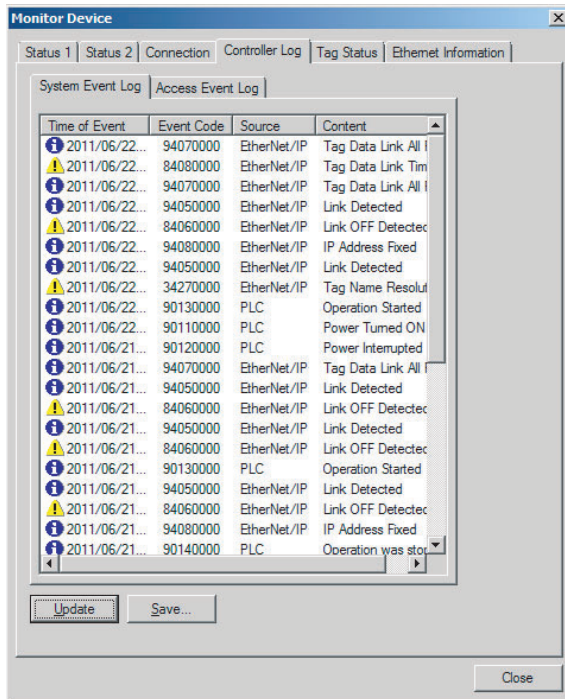 Monitor Device
Status 1 Status 2 Connection Controller Log Tag Status Ethernet Information
System Event Log Access Event Log
Time of Event Event Code Source Content
2011/06/22... 94070000 EtherNet/IP Tag Data Link All
2011/06/22... 84080000 EtherNet/IP Tag Data Link Tim
2011/06/22... 94070000 EtherNet/IP Tag Data Link All
2011/06/22... 94050000 EtherNet/IP Link Detected
2011/06/22... 84060000 EtherNet/IP Link OFF Detected
2011/06/22... 94080000 EtherNet/IP IP Address Fixed
2011/06/22... 94050000 EtherNet/IP Link Detected
2011/06/22... 34270000 EtherNet/IP Tag Name Resolut
2011/06/22... 90130000 PLC Operation Started
2011/06/22... 90110000 PLC Power Turned ON
2011/06/21... 90120000 PLC Power Interrupted
2011/06/21... 94070000 EtherNet/IP Tag Data Link All
2011/06/21... 94050000 EtherNet/IP Link Detected
2011/06/21... 84060000 EtherNet/IP Link OFF Detected
2011/06/21... 94050000 EtherNet/IP Link Detected
2011/06/21... 84060000 EtherNet/IP Link OFF Detected
2011/06/21... 90130000 PLC Operation Started
2011/06/21... 94050000 EtherNet/IP Link Detected
2011/06/21... 84060000 EtherNet/IP Link OFF Detected
2011/06/21... 94080000 EtherNet/IP IP Address Fixed
2011/06/21... 90140000 PLC Operation was stop
Update Save...
Close